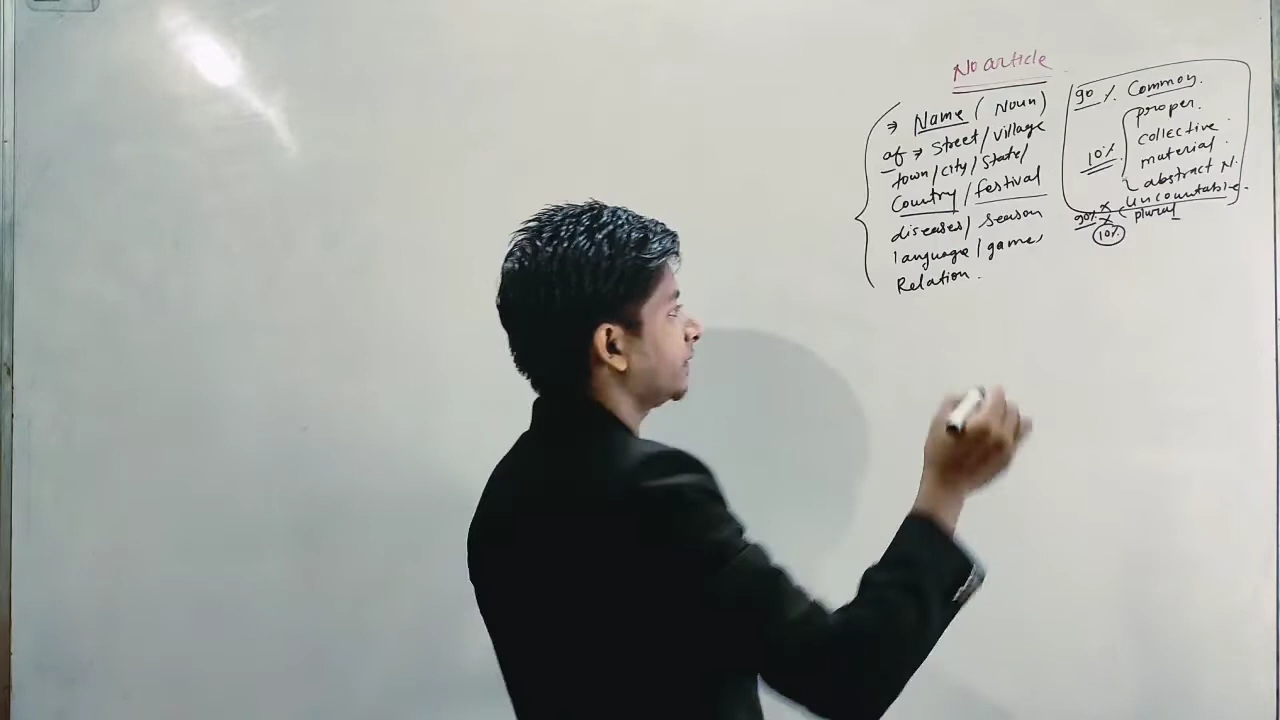 No article
⇒ Name (Noun)
of ⇒ Street/village
town/city/state/
Country/festival
diseases/season
language/games
Relation.
90 %. Common.
proper.
collective.
10%. material.
abstract N.
Uncountable.
90% plural
10%